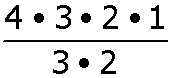 4 • 3 • 2 • 1
3 • 2